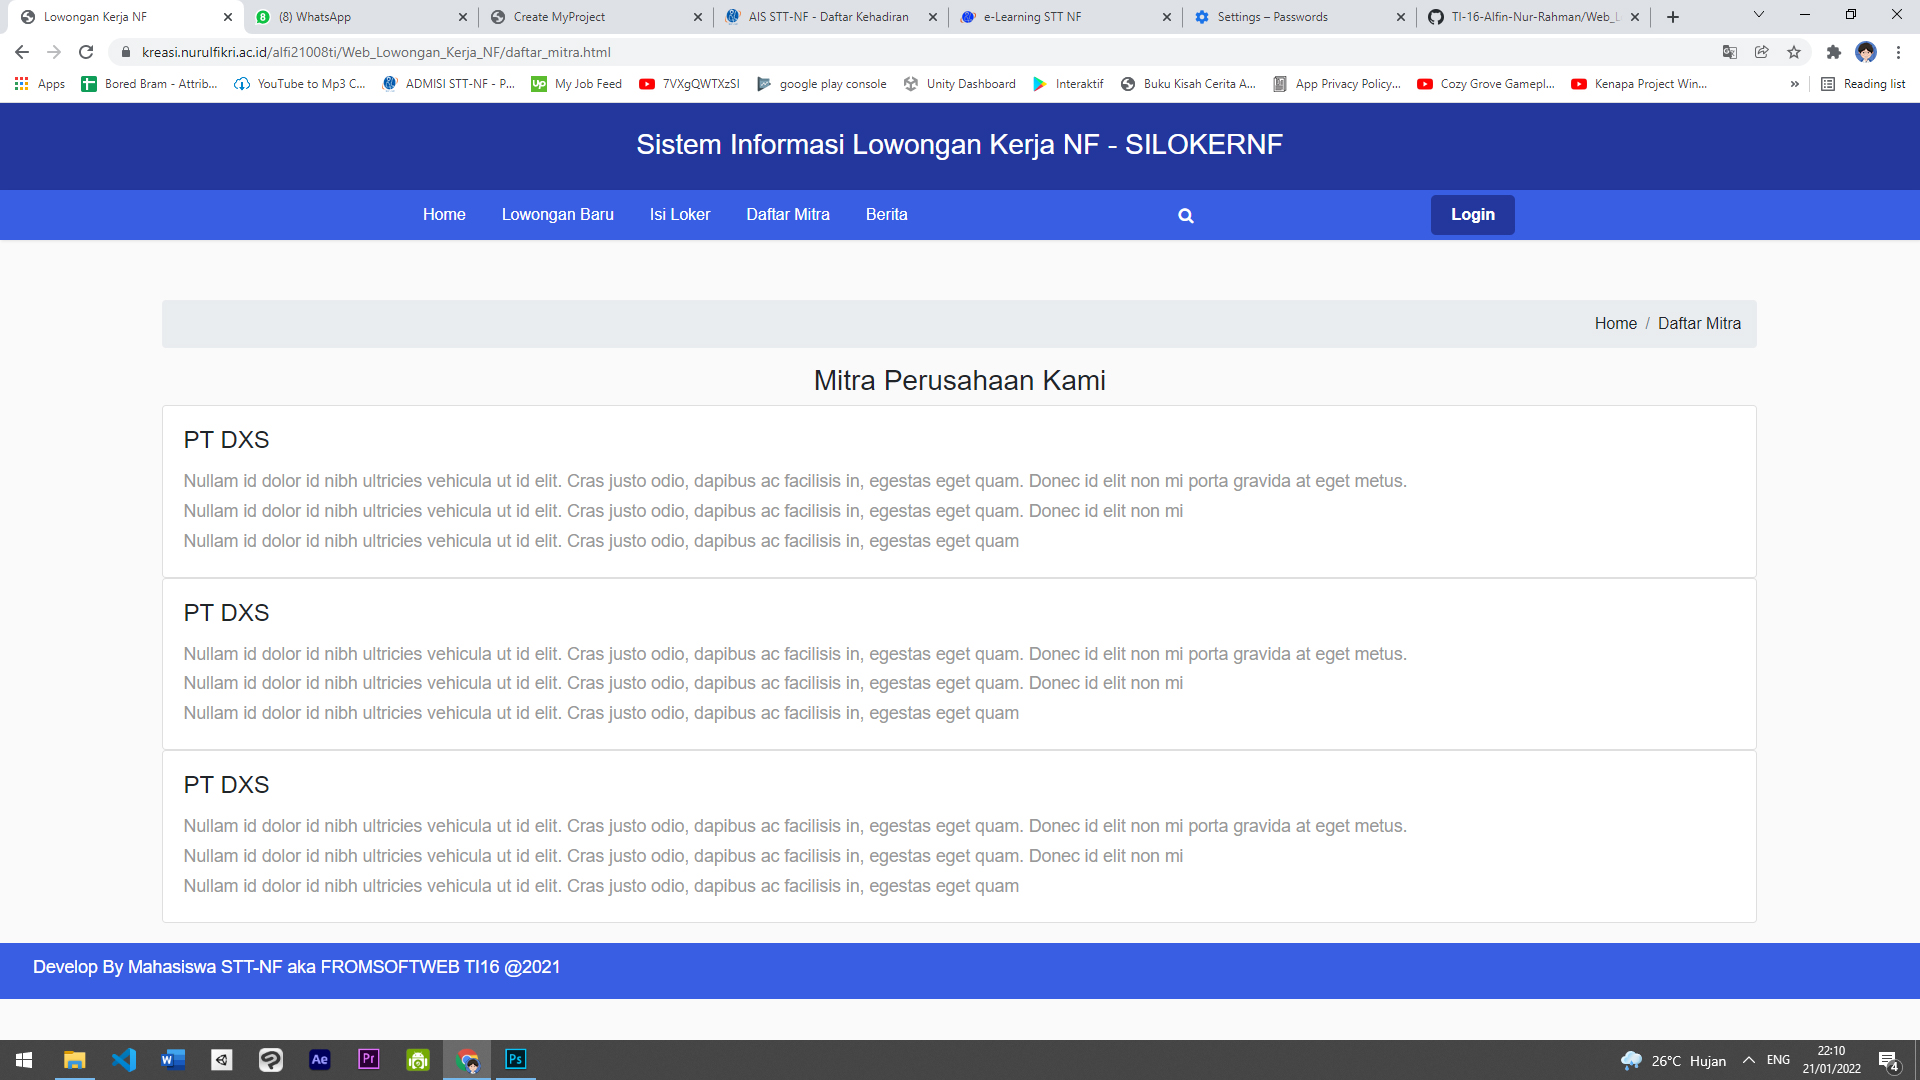 Lowongan Kerja NF
(8) WhatsApp
Create MyProject
AIS STT-NF - Daftar Kehadiran
e-Learning STT NF
Settings – Passwords
TI-16-Alfin-Nur-Rahman/Web_L
kreasi.nurulfikri.ac.id/alfi21008ti/Web_Lowongan_Kerja_NF/daftar_mitra.html
Apps
Bored Bram - Attrib...
YouTube to Mp3 C...
ADMISI STT-NF - P...
Up My Job Feed
7VXgQWTXzSI
google play console
Unity Dashboard
Interaktif
Buku Kisah Cerita A...
App Privacy Policy...
Cozy Grove Gamepl...
Kenapa Project Win...
»
Reading list
Sistem Informasi Lowongan Kerja NF - SILOKERNF
Home Lowongan Baru Isi Loker Daftar Mitra Berita Login
Home / Daftar Mitra
Mitra Perusahaan Kami
PT DXS
Nullam id dolor id nibh ultricies vehicula ut id elit. Cras justo odio, dapibus ac facilisis in, egestas eget quam. Donec id elit non mi porta gravida at eget metus.
Nullam id dolor id nibh ultricies vehicula ut id elit. Cras justo odio, dapibus ac facilisis in, egestas eget quam. Donec id elit non mi
Nullam id dolor id nibh ultricies vehicula ut id elit. Cras justo odio, dapibus ac facilisis in, egestas eget quam
PT DXS
Nullam id dolor id nibh ultricies vehicula ut id elit. Cras justo odio, dapibus ac facilisis in, egestas eget quam. Donec id elit non mi porta gravida at eget metus.
Nullam id dolor id nibh ultricies vehicula ut id elit. Cras justo odio, dapibus ac facilisis in, egestas eget quam. Donec id elit non mi
Nullam id dolor id nibh ultricies vehicula ut id elit. Cras justo odio, dapibus ac facilisis in, egestas eget quam
PT DXS
Nullam id dolor id nibh ultricies vehicula ut id elit. Cras justo odio, dapibus ac facilisis in, egestas eget quam. Donec id elit non mi porta gravida at eget metus.
Nullam id dolor id nibh ultricies vehicula ut id elit. Cras justo odio, dapibus ac facilisis in, egestas eget quam. Donec id elit non mi
Nullam id dolor id nibh ultricies vehicula ut id elit. Cras justo odio, dapibus ac facilisis in, egestas eget quam
Develop By Mahasiswa STT-NF aka FROMSOFTWEB TI16 @2021
W
Ae
Pr
Ps
26°C Hujan
ENG
22:10
21/01/2022
4